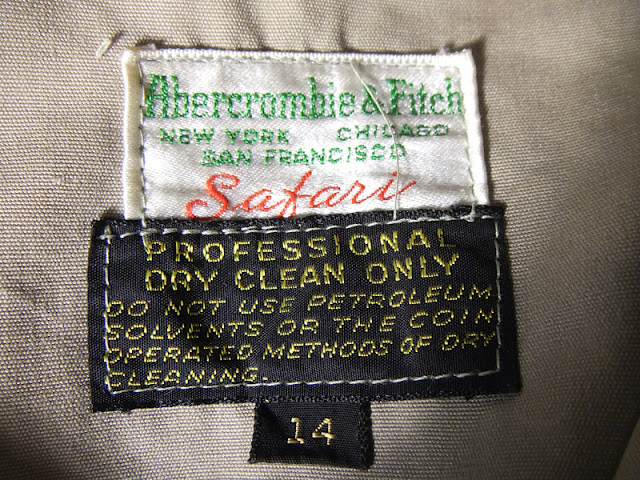 Abercrombie & Fitch
NEW YORK CHICAGO
SAN FRANCISCO
Safari
PROFESSIONAL
DRY CLEAN ONLY
DO NOT USE PETROLEUM
SOLVENTS OR THE COIN
OPERATED METHODS OF DRY
CLEANING.
14